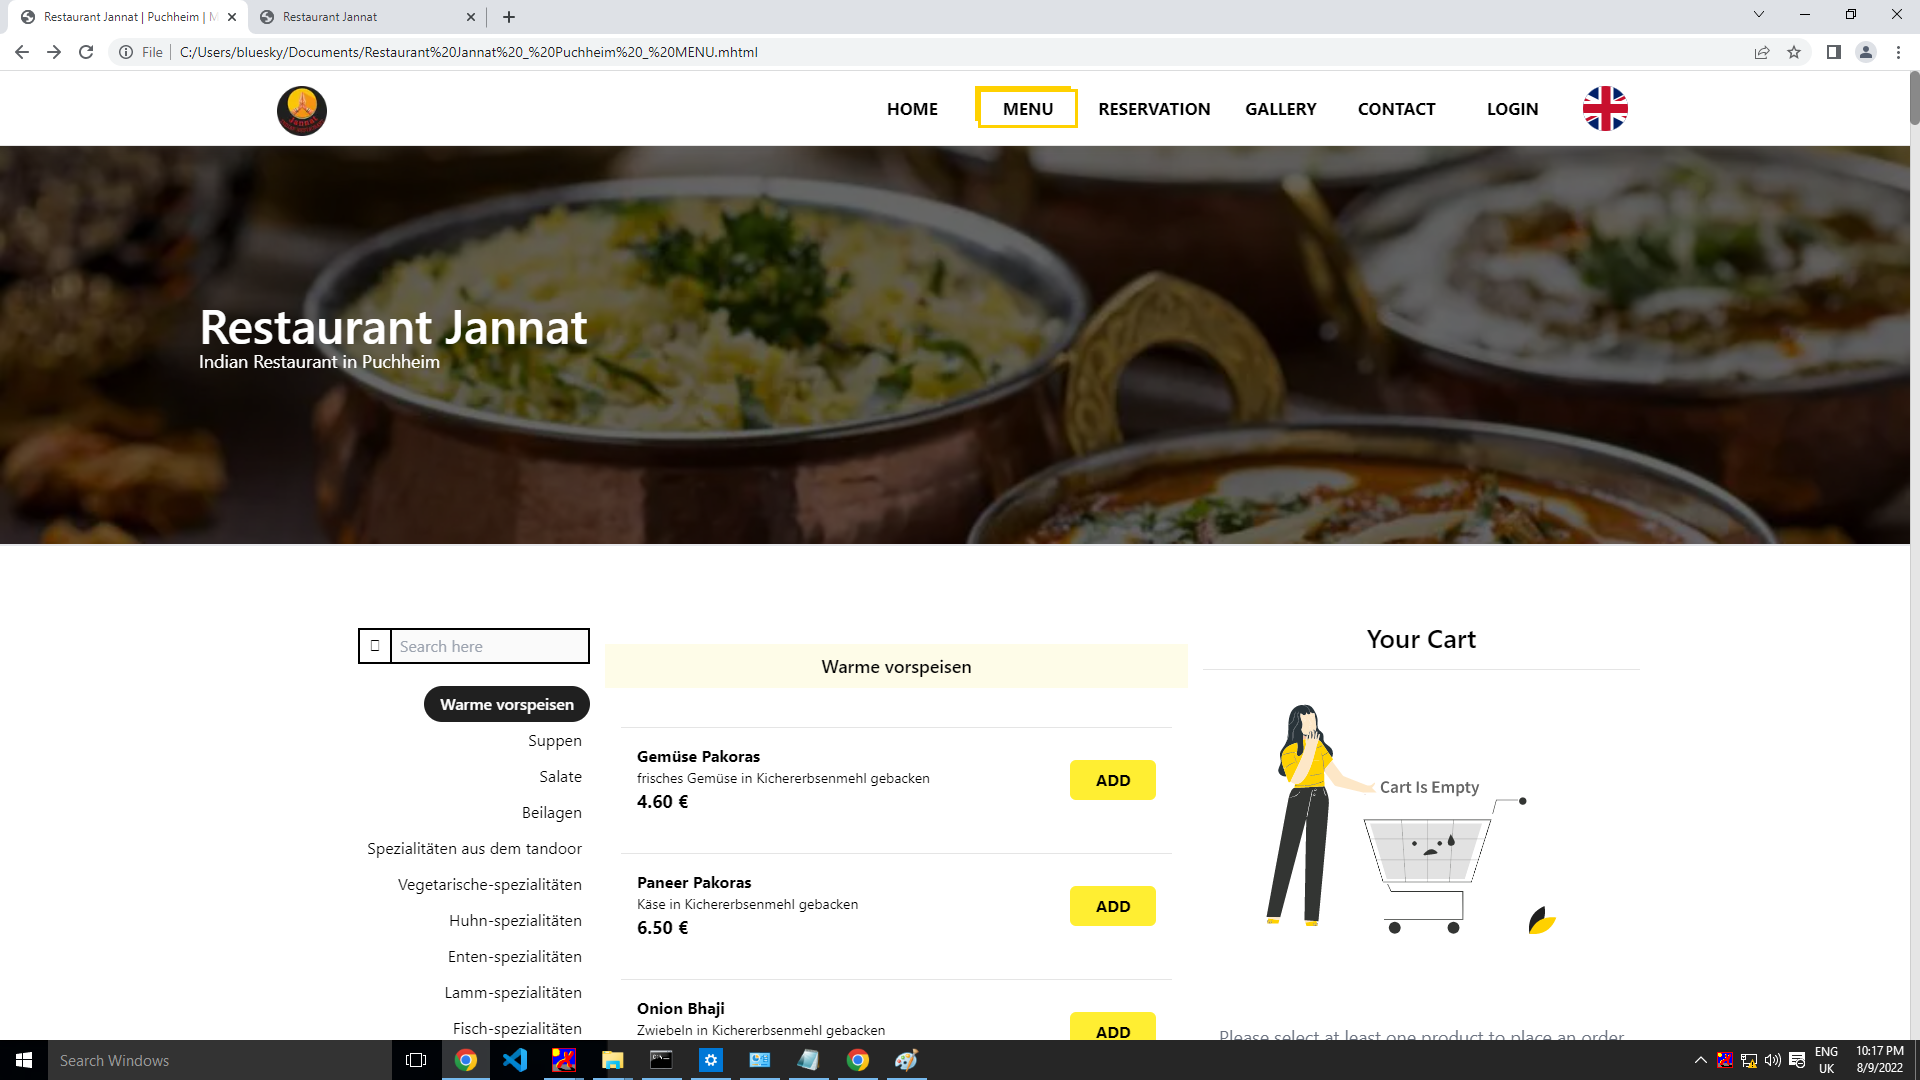 Restaurant Jannat | Puchheim | M
Restaurant Jannat
File
C:/Users/bluesky/Documents/Restaurant%20Jannat%20_%20Puchheim%20_%20MENU.mhtml
Jannat
HOME
MENU
RESERVATION
GALLERY
CONTACT
LOGIN
Restaurant Jannat
Indian Restaurant in Puchheim
Search here
Warme vorspeisen
Suppen
Salate
Beilagen
Spezialitäten aus dem tandoor
Vegetarische-spezialitäten
Huhn-spezialitäten
Enten-spezialitäten
Lamm-spezialitäten
Fisch-spezialitäten
Warme vorspeisen
Gemüse Pakoras
frisches Gemüse in Kichererbsenmehl gebacken
4.60 €
ADD
Paneer Pakoras
Käse in Kichererbsenmehl gebacken
6.50 €
ADD
Onion Bhaji
Zwiebeln in Kichererbsenmehl gebacken
ADD
Your Cart
Cart Is Empty
Please select at least one product to place an order
Search Windows
ENG
UK
10:17 PM
8/9/2022